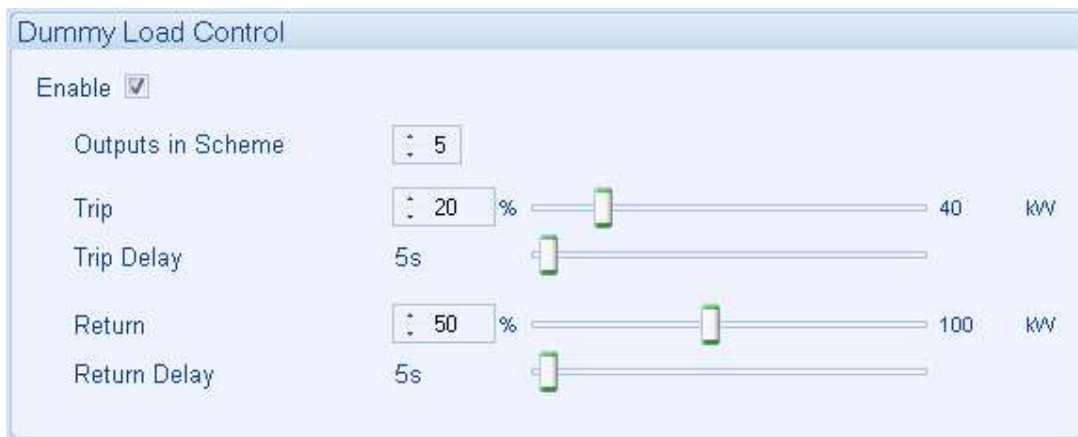 Dummy Load Control
Enable
Outputs in Scheme 5
Trip 20 % 40 kW
Trip Delay 5s
Return 50 % 100 kW
Return Delay 5s